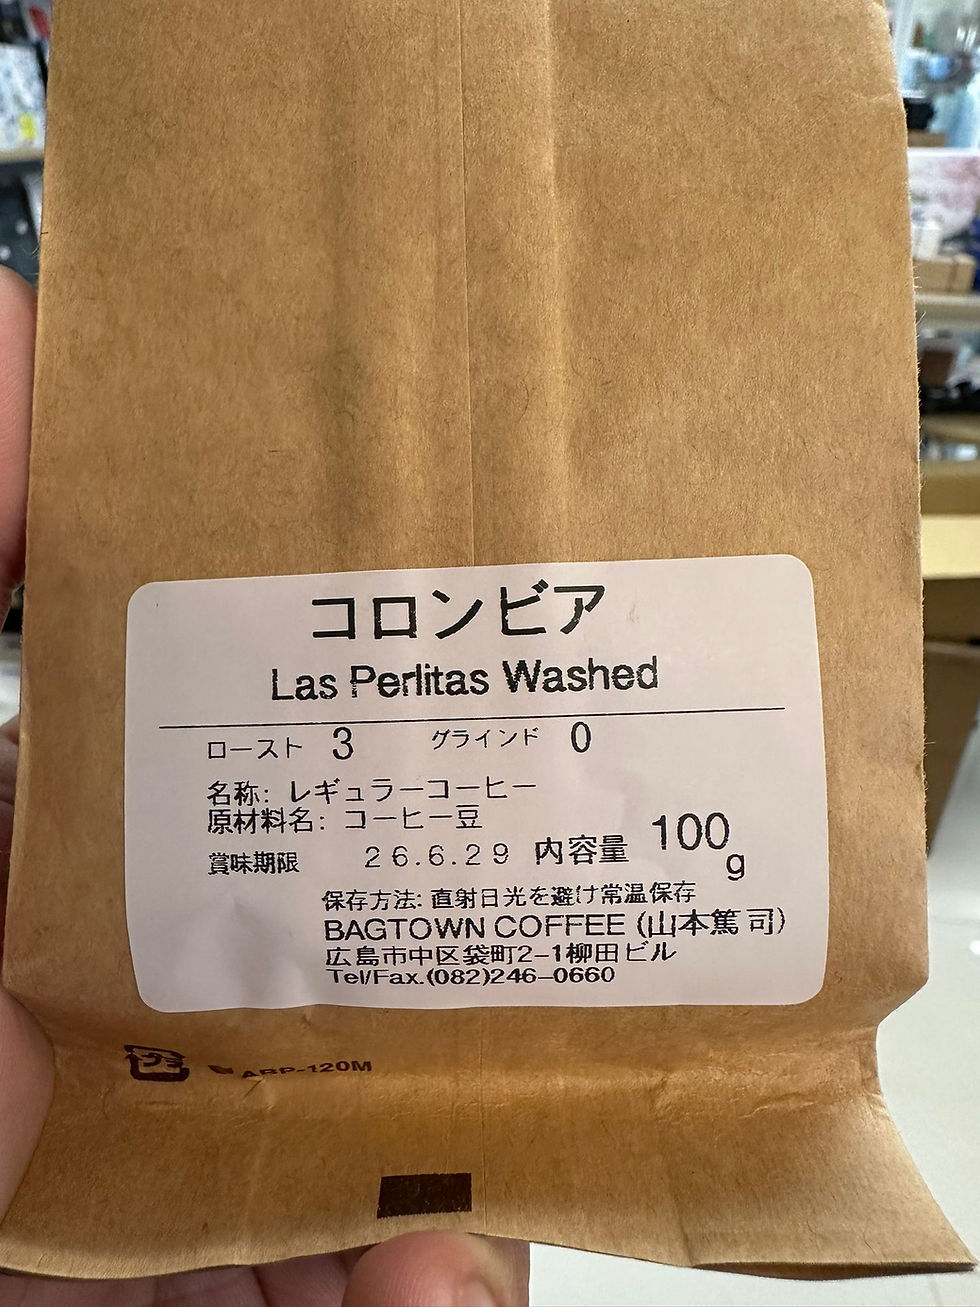 コロンビア
Las Perlitas Washed
ロースト 3 グラインド 0
名称: レギュラーコーヒー
原材料名: コーヒー豆
賞味期限 26.6.29 内容量 100g
保存方法: 直射日光を避け常温保存
BAGTOWN COFFEE (山本篤司)
広島市中区袋町2-1柳田ビル
Tel/Fax.(082)246-0660
プラ ABP-120M